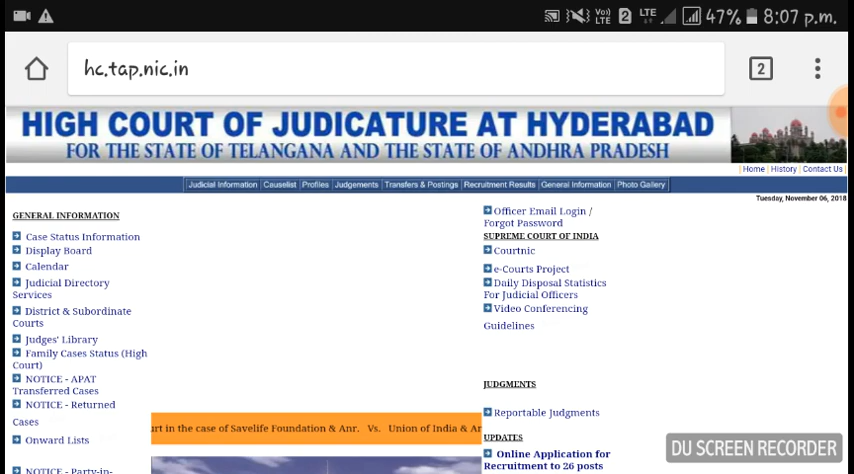 VoJ LTE 2 LTE 47% 8:07 p.m.
hc.tap.nic.in
2
HIGH COURT OF JUDICATURE AT HYDERABAD
FOR THE STATE OF TELANGANA AND THE STATE OF ANDHRA PRADESH
| Home | History | Contact Us |
| Judicial Information | Causelist | Profiles | Judgements | Transfers & Postings | Recruitment Results | General Information | Photo Gallery |
Tuesday, November 06, 2018
GENERAL INFORMATION
Case Status Information
Display Board
Calendar
Judicial Directory
Services
District & Subordinate
Courts
Judges' Library
Family Cases Status (High
Court)
NOTICE - APAT
Transferred Cases
NOTICE - Returned
Cases
Onward Lists
NOTICE - Party-in-
urt in the case of Savelife Foundation & Anr. Vs. Union of India & Ar
Officer Email Login /
Forgot Password
SUPREME COURT OF INDIA
Courtnic
e-Courts Project
Daily Disposal Statistics
For Judicial Officers
Video Conferencing
Guidelines
JUDGMENTS
Reportable Judgments
UPDATES
Online Application for
Recruitment to 26 posts
DU SCREEN RECORDER